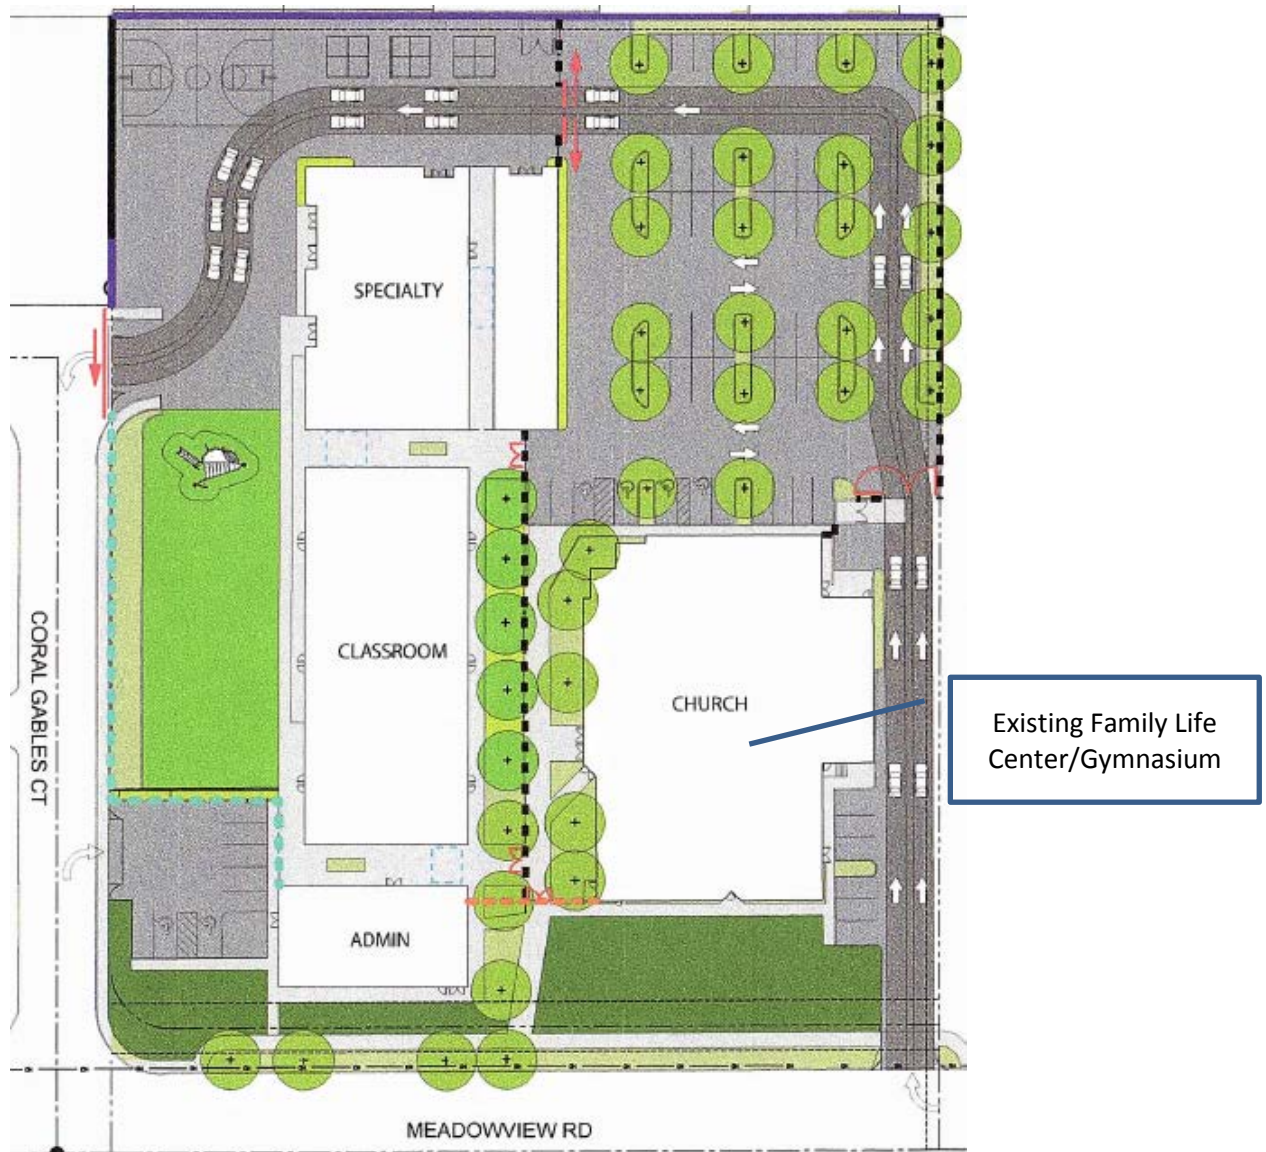 SPECIALTY
CLASSROOM
CHURCH
ADMIN
CORAL GABLES CT
MEADOWVIEW RD
Existing Family Life
Center/Gymnasium